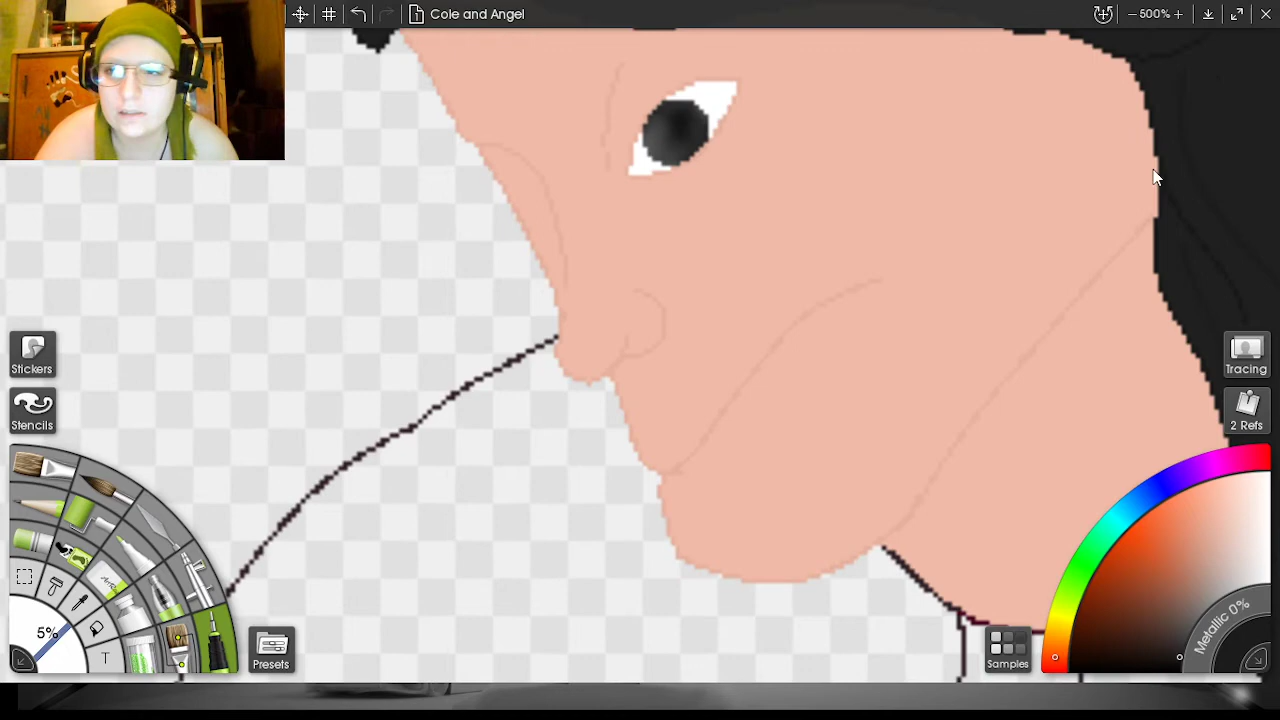 Cole and Angel
500%
Stickers
Tracing
Stencils
2 Refs
5%
T
Metallic 0%
Presets
Samples